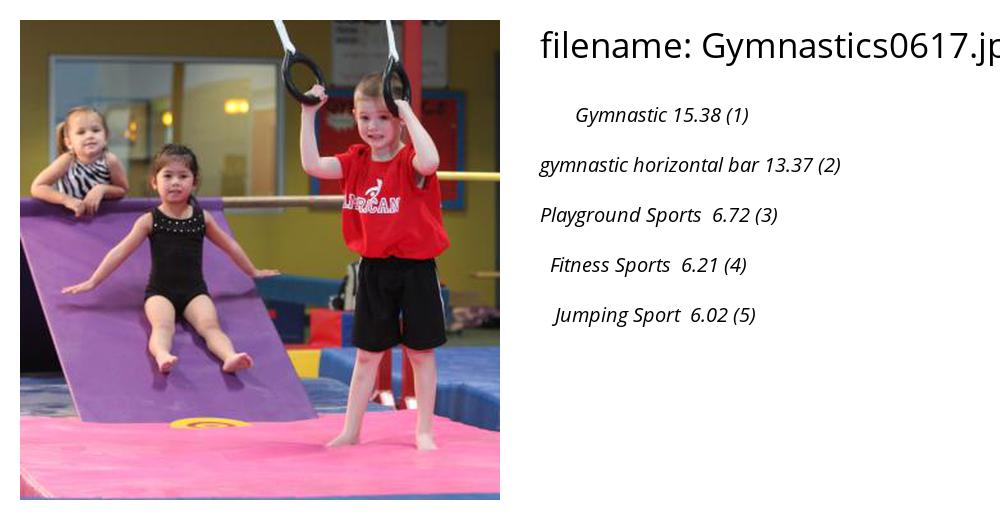 filename: Gymnastics0617.jp
Gymnastic 15.38 (1)
gymnastic horizontal bar 13.37 (2)
Playground Sports 6.72 (3)
Fitness Sports 6.21 (4)
Jumping Sport 6.02 (5)